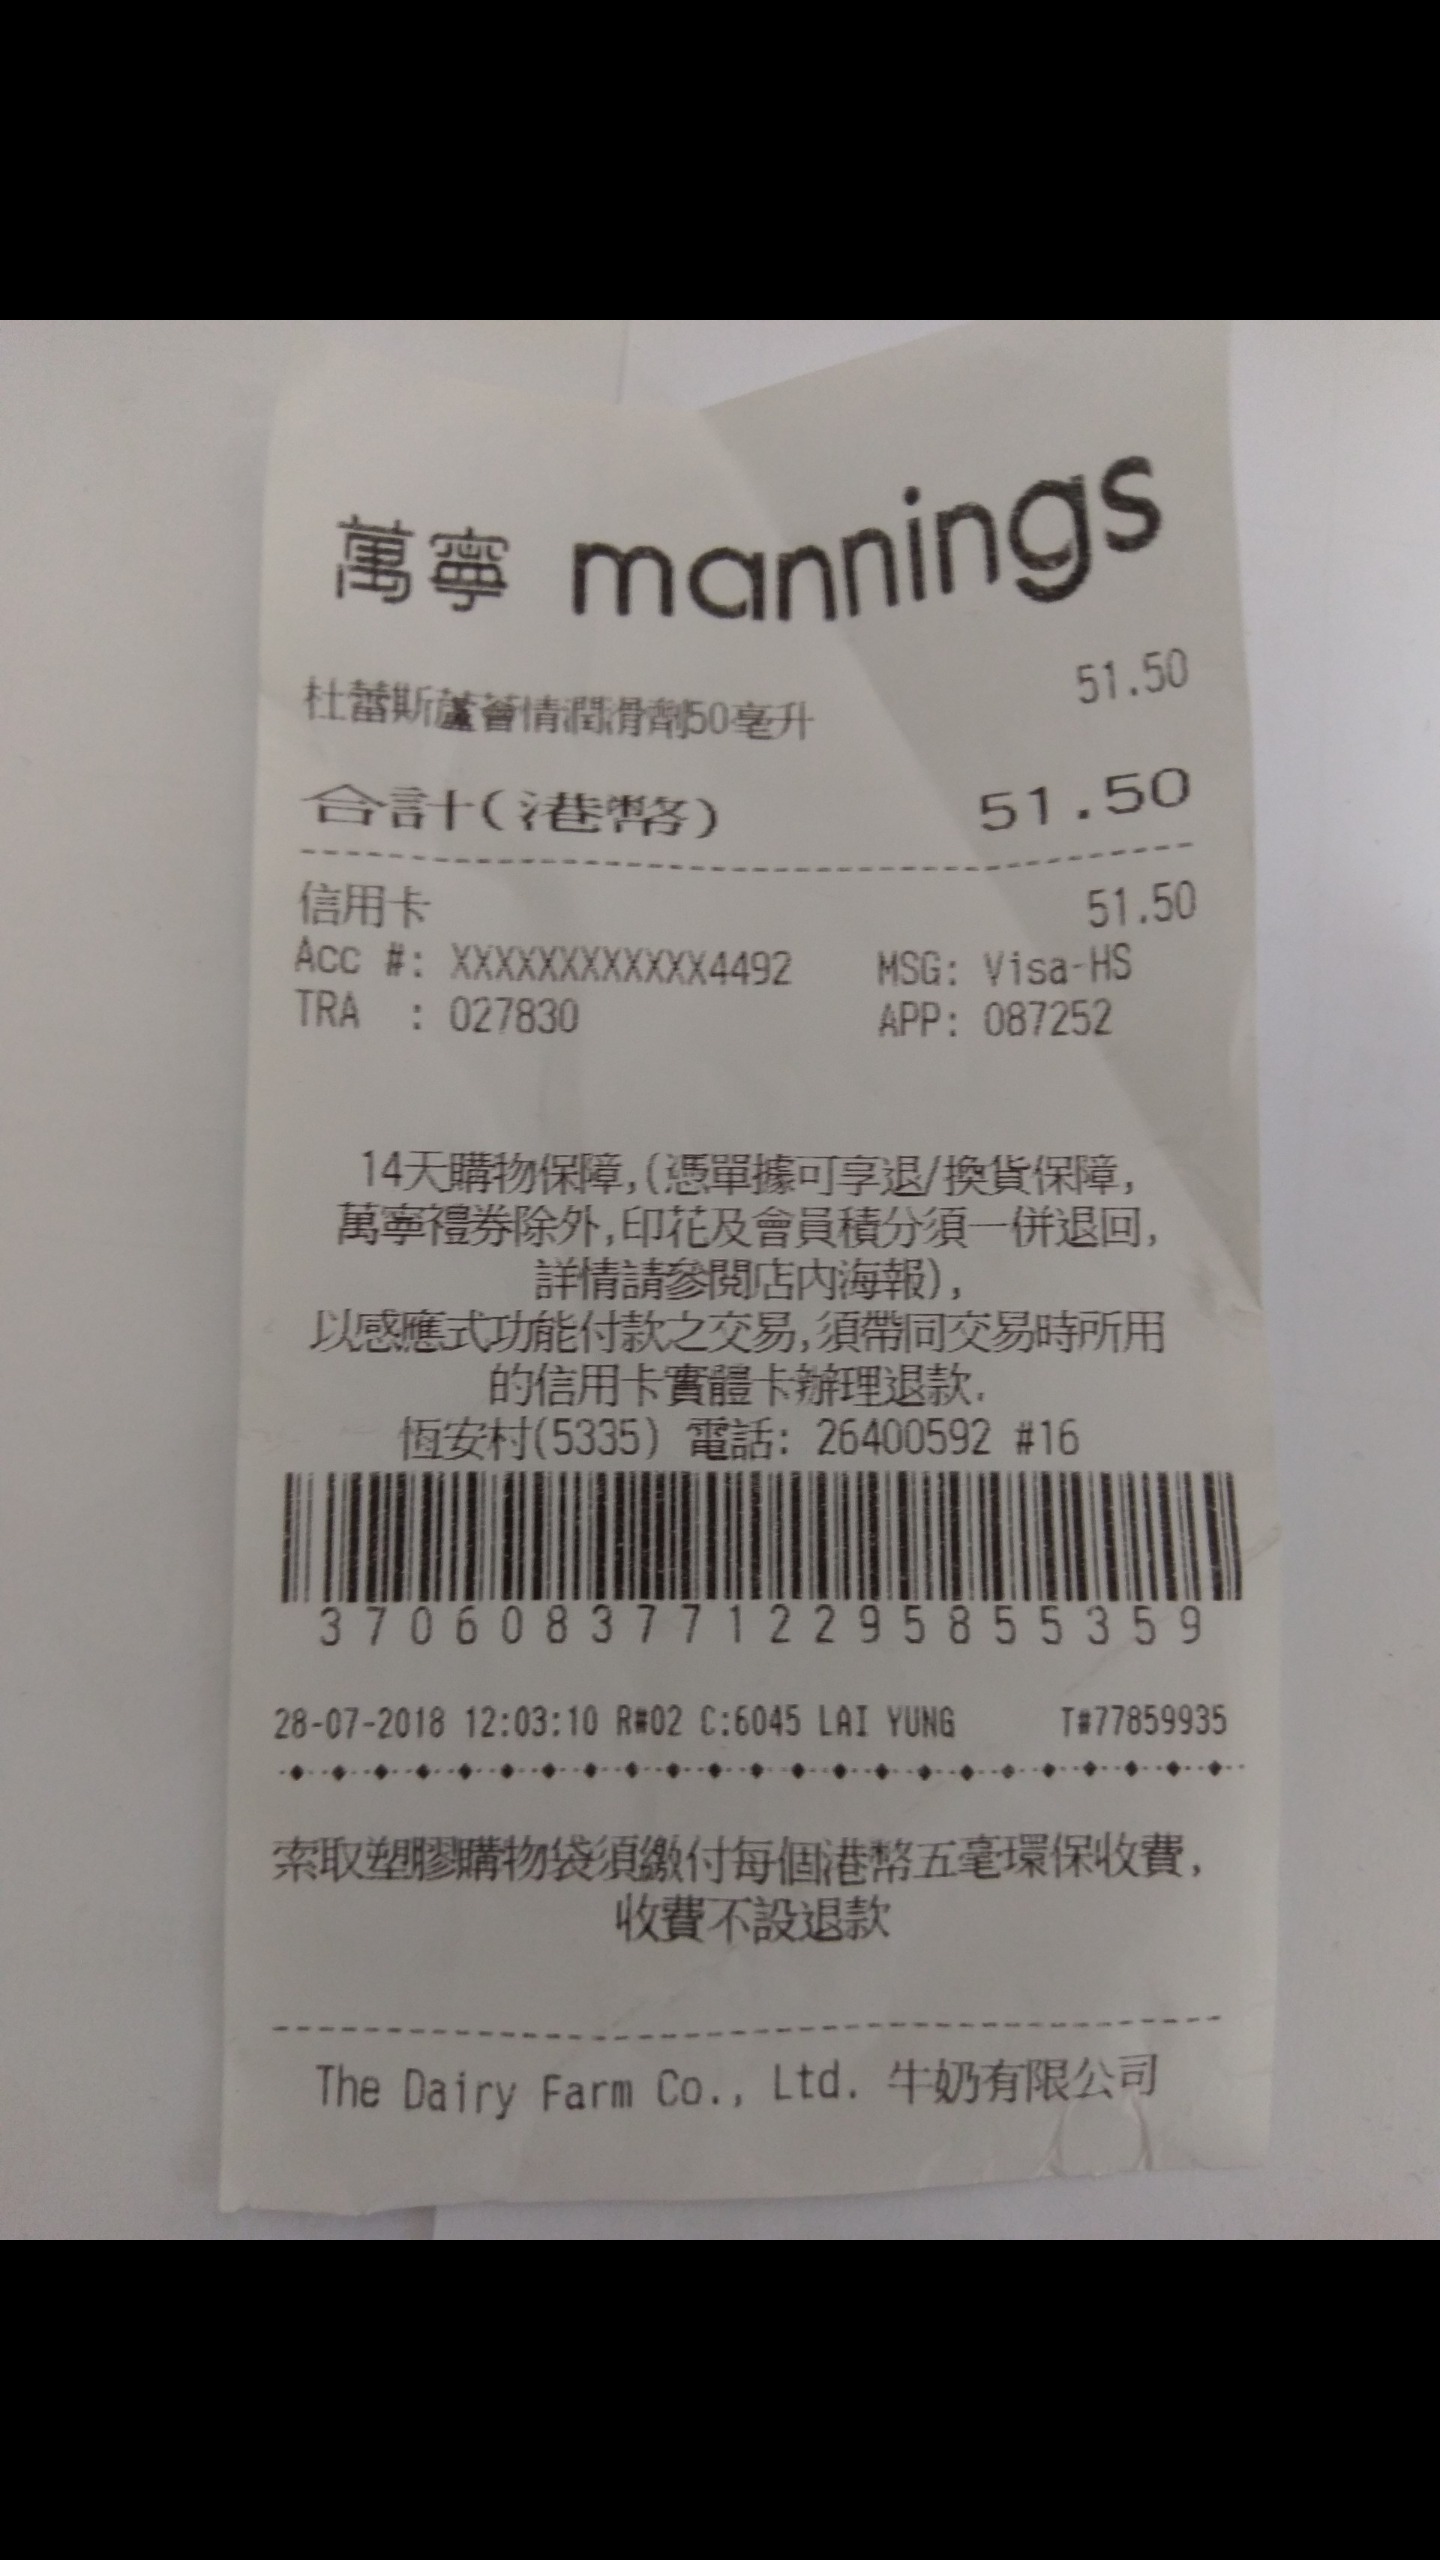 萬寧 mannings
杜蕾斯蘆薈情潤滑劑50毫升 51.50
合計(港幣) 51.50
信用卡 51.50
Acc #: XXXXXXXXXXXX4492 MSG: Visa-HS
TRA : 027830 APP: 087252
14天購物保障,(憑單據可享退/換貨保障,
萬寧禮券除外,印花及會員積分須一併退回,
詳情請參閱店內海報),
以感應式功能付款之交易,須帶同交易時所用
的信用卡實體卡辦理退款.
恆安村(5335) 電話: 26400592 #16
37060837712295855359
28-07-2018 12:03:10 R#02 C:6045 LAI YUNG T#77859935
索取塑膠購物袋須繳付每個港幣五毫環保收費,
收費不設退款
The Dairy Farm Co., Ltd. 牛奶有限公司